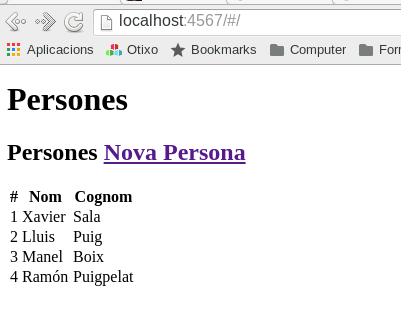 localhost:4567/#/
Aplicacions Otixo Bookmarks Computer For
Persones
Persones Nova Persona
# Nom Cognom
1 Xavier Sala
2 Lluis Puig
3 Manel Boix
4 Ramón Puigpelat